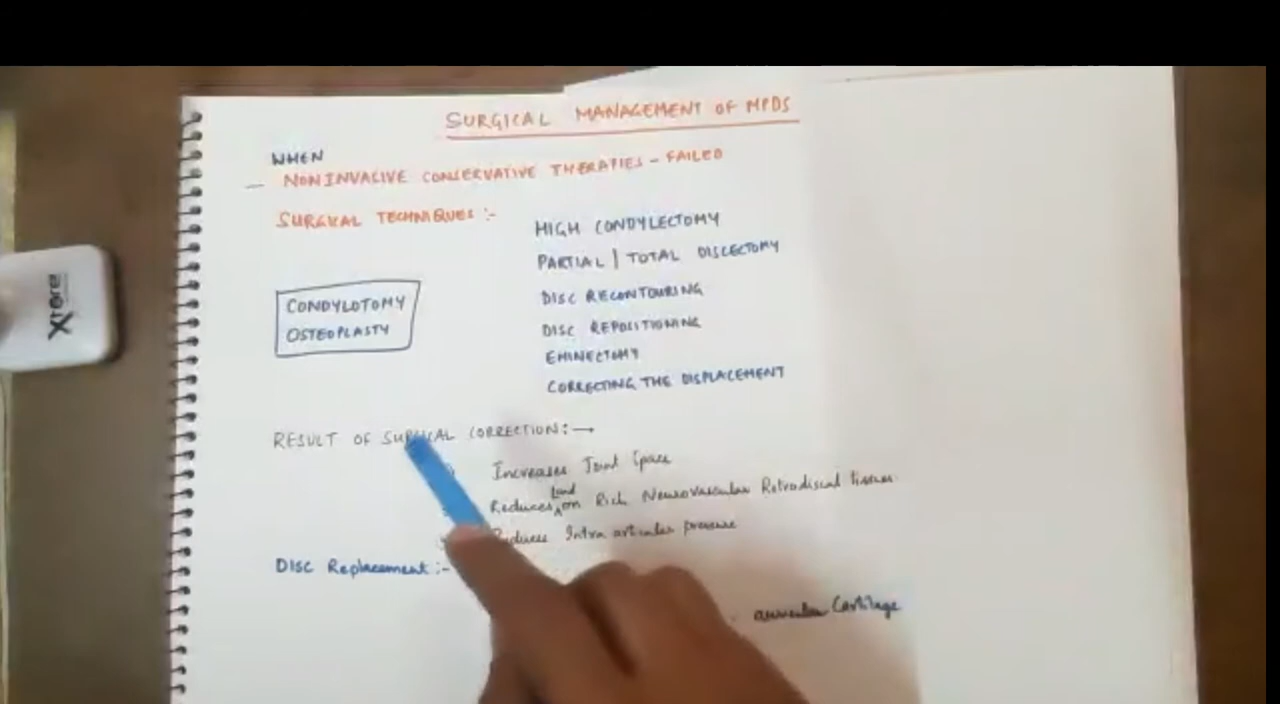 SURGICAL MANAGEMENT OF MPDS
WHEN
— NONINVASIVE CONSERVATIVE THERAPIES - FAILED
SURGICAL TECHNIQUES :-
HIGH CONDYLECTOMY
PARTIAL | TOTAL DISCECTOMY
CONDYLOTOMY
OSTEOPLASTY
DISC RECONTOURING
DISC REPOSITIONING
EMINECTOMY
CORRECTING THE DISPLACEMENT
RESULT OF SURGICAL CORRECTION :→
Increases Joint Space
Reduces load on Rich Neurovascular Retrodiscal tissues
Reduces Intra articular pressure
DISC Replacement :-
auricular Cartilage
Xtore